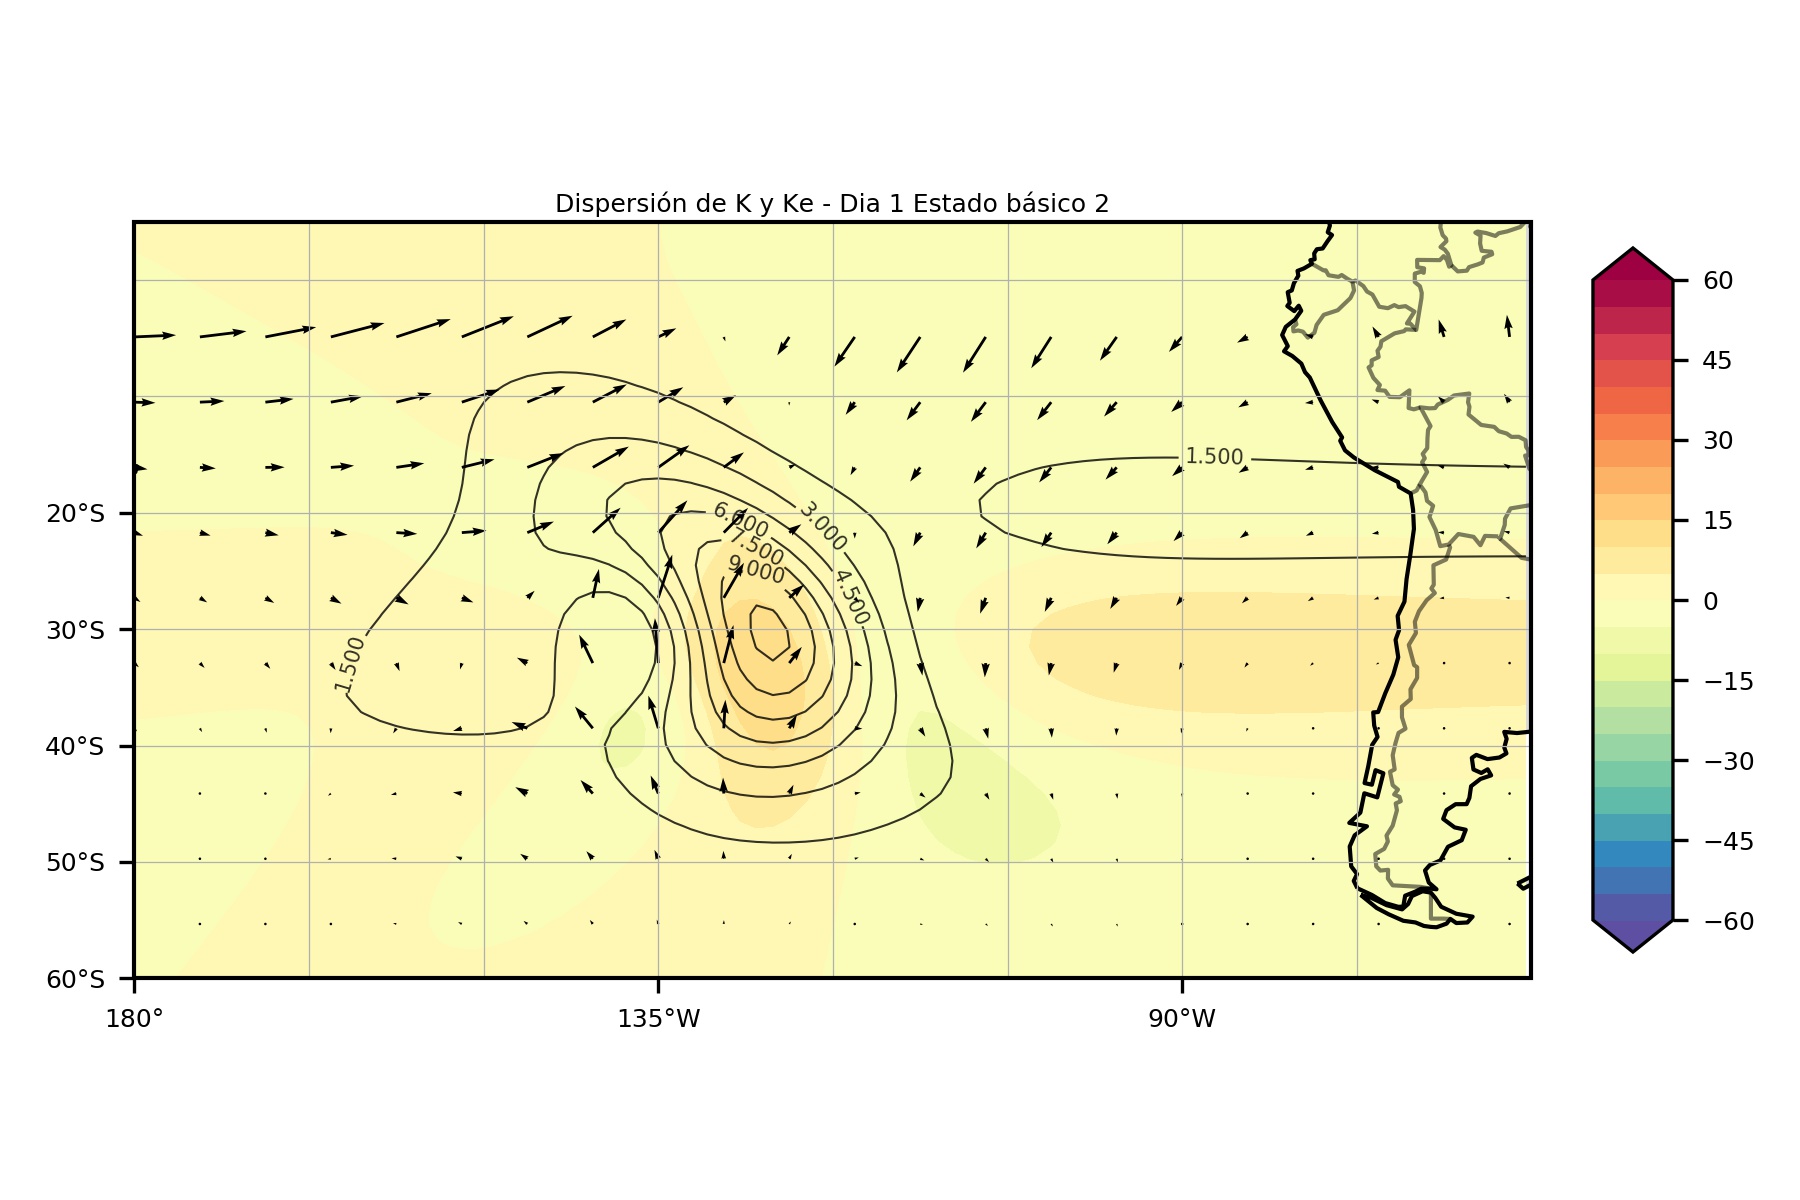 Dispersión de K y Ke - Dia 1 Estado básico 2
60
45
30
15
0
−15
−30
−45
−60
1.500
6.000
3.000
7.500
9.000
4.500
1.500
20°S
30°S
40°S
50°S
60°S
180°
135°W
90°W